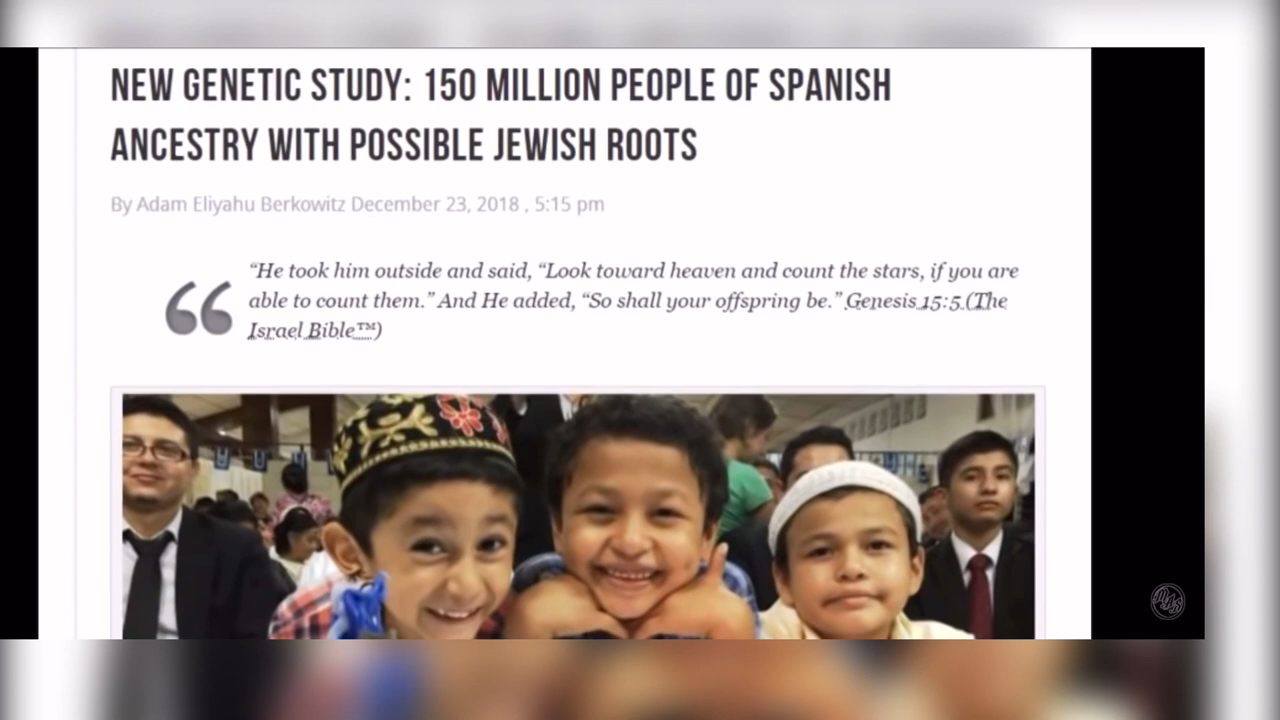 NEW GENETIC STUDY: 150 MILLION PEOPLE OF SPANISH
ANCESTRY WITH POSSIBLE JEWISH ROOTS
By Adam Eliyahu Berkowitz December 23, 2018 , 5:15 pm
“He took him outside and said, “Look toward heaven and count the stars, if you are
able to count them.” And He added, “So shall your offspring be.” Genesis 15:5 (The
Israel Bible™)